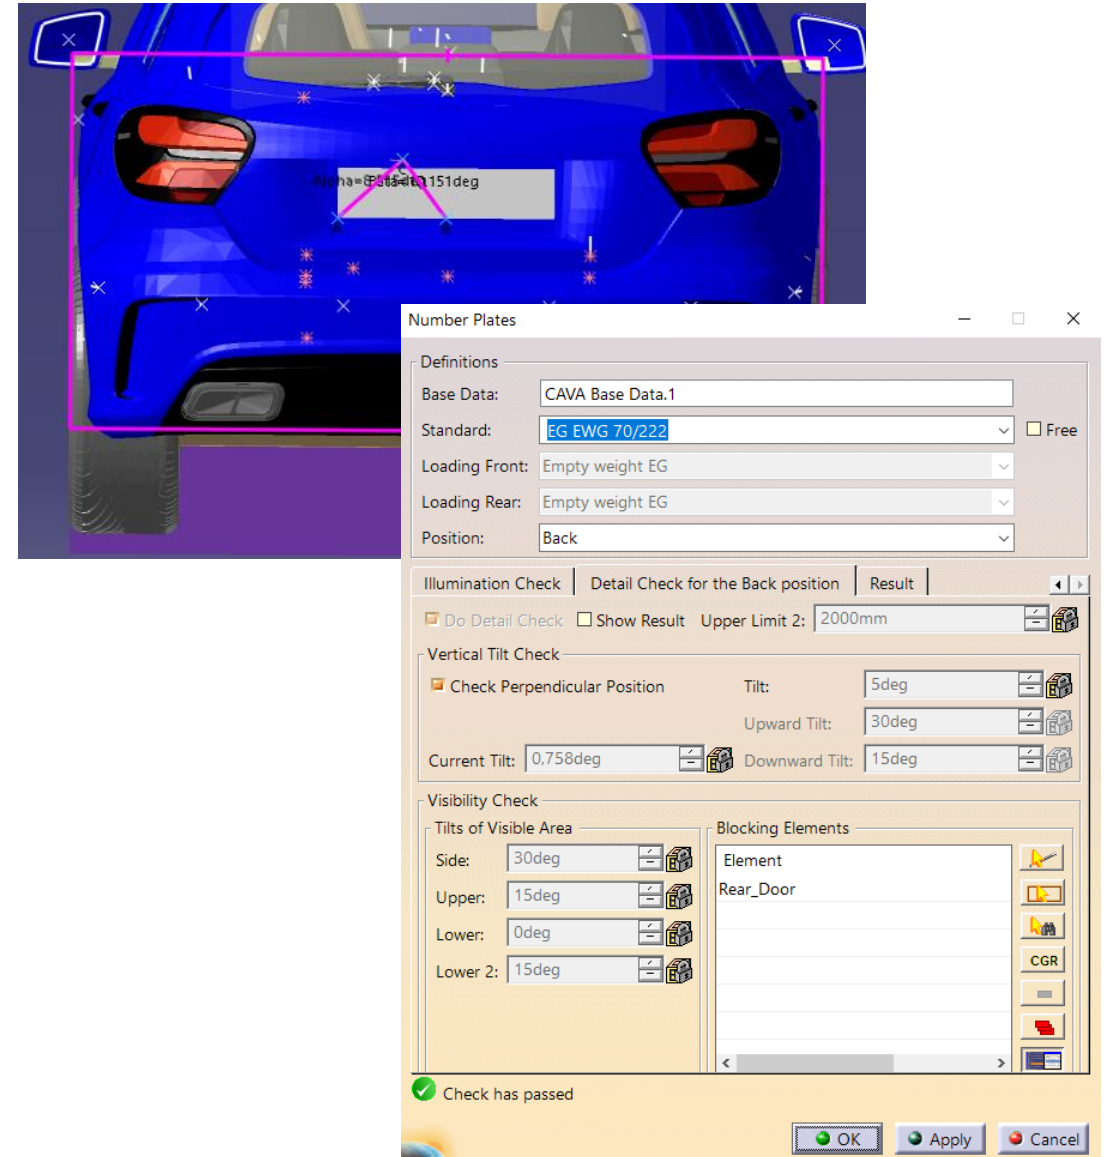 151deg
Number Plates
Definitions
Base Data: CAVA Base Data.1
Standard: EG EWG 70/222 Free
Loading Front: Empty weight EG
Loading Rear: Empty weight EG
Position: Back
Illumination Check Detail Check for the Back position Result
Do Detail Check Show Result Upper Limit 2: 2000mm
Vertical Tilt Check
Check Perpendicular Position Tilt: 5deg
Upward Tilt: 30deg
Current Tilt: 0,758deg Downward Tilt: 15deg
Visibility Check
Tilts of Visible Area Blocking Elements
Side: 30deg Element
Upper: 15deg Rear_Door
Lower: 0deg
Lower 2: 15deg
CGR
Check has passed
OK Apply Cancel